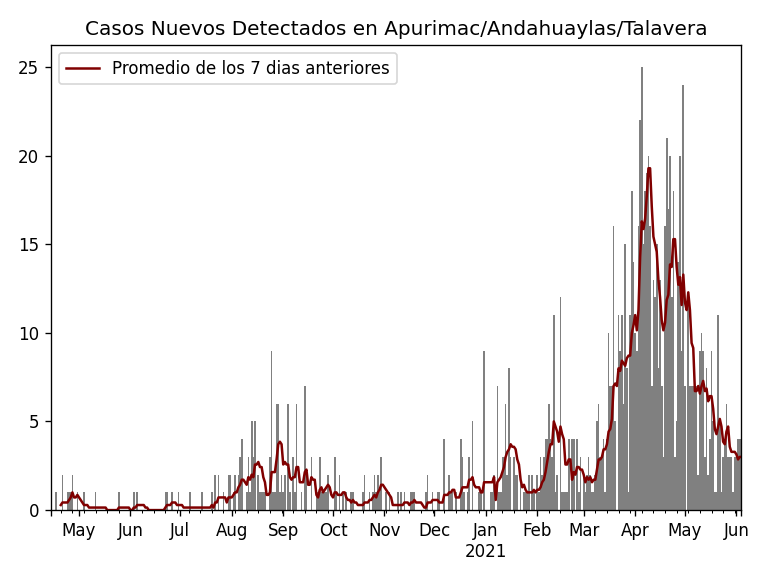 Casos Nuevos Detectados en Apurimac/Andahuaylas/Talavera
Promedio de los 7 dias anteriores
25
20
15
10
5
0
May Jun Jul Aug Sep Oct Nov Dec Jan Feb Mar Apr May Jun
2021